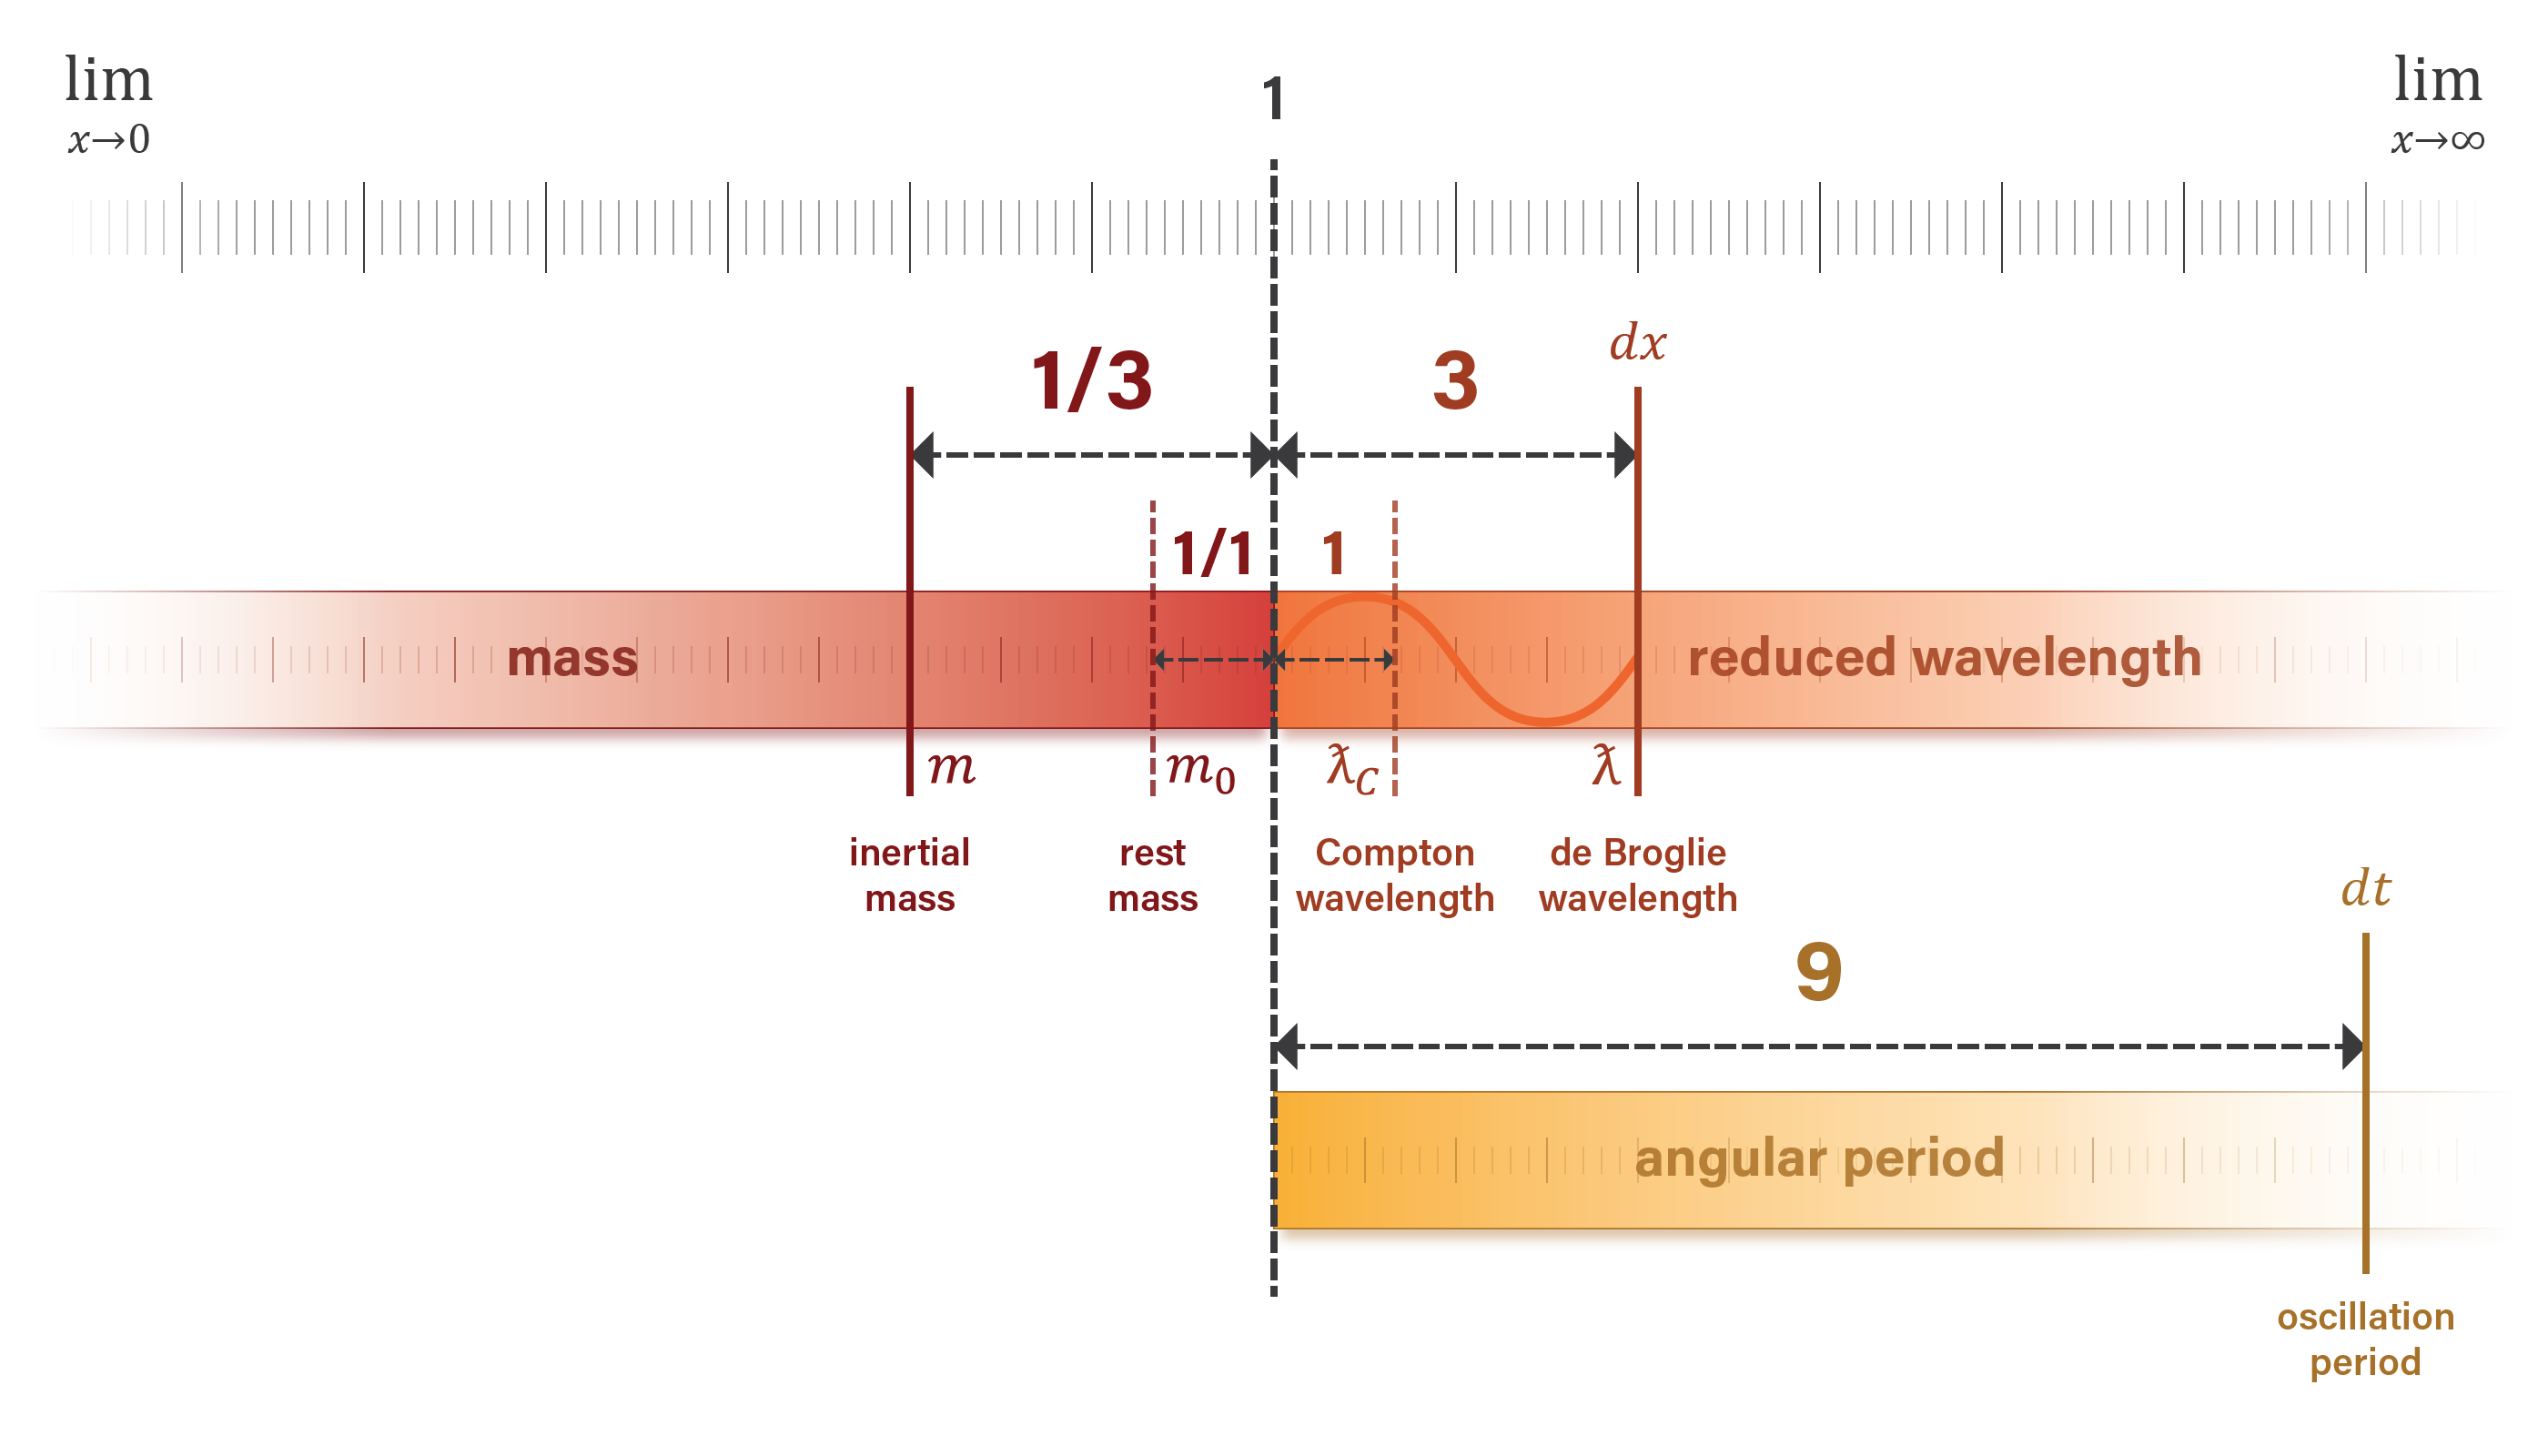 lim
x→0
1
lim
x→∞
1/3
3
dx
1/1
1
mass
reduced wavelength
m
m₀
ƛ_C
ƛ
inertial
mass
rest
mass
Compton
wavelength
de Broglie
wavelength
dt
9
angular period
oscillation
period